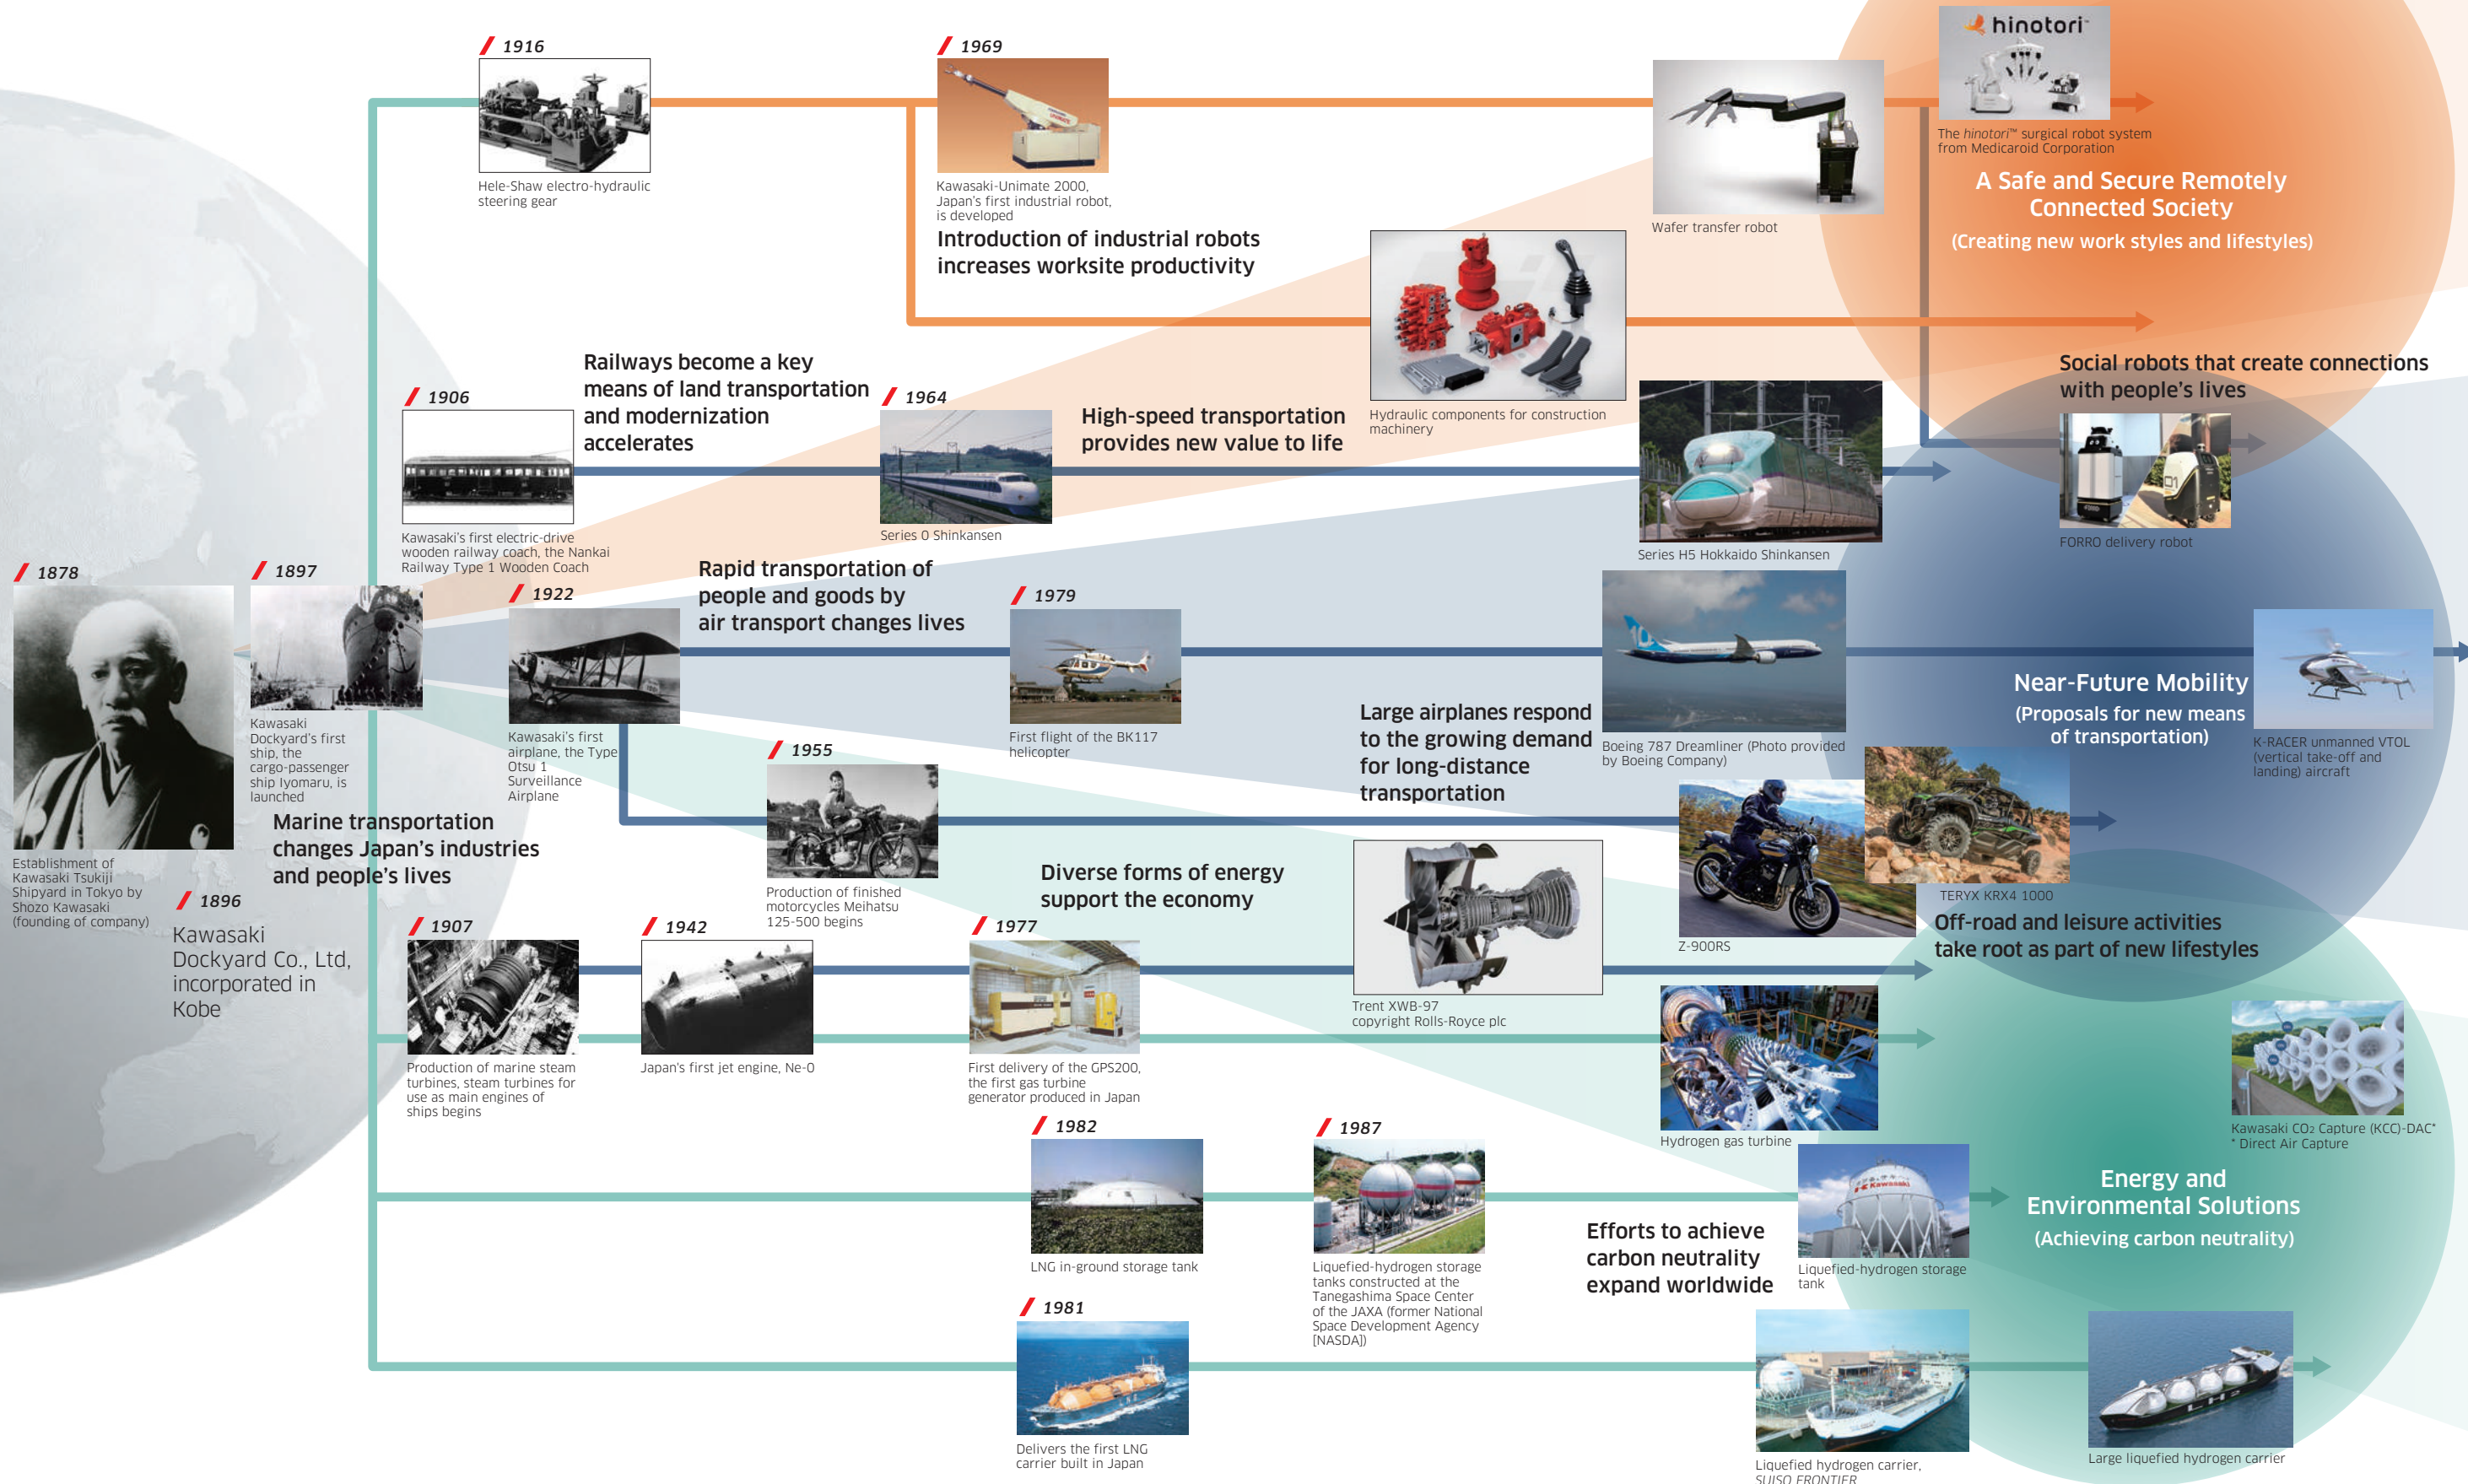 1916
Hele-Shaw electro-hydraulic
steering gear
1969
Kawasaki-Unimate 2000,
Japan's first industrial robot,
is developed
Introduction of industrial robots
increases worksite productivity
Wafer transfer robot
hinotori™
The hinotori™ surgical robot system
from Medicaroid Corporation
A Safe and Secure Remotely
Connected Society
(Creating new work styles and lifestyles)
Hydraulic components for construction
machinery
1906
Kawasaki's first electric-drive
wooden railway coach, the Nankai
Railway Type 1 Wooden Coach
Railways become a key
means of land transportation
and modernization
accelerates
1964
Series 0 Shinkansen
High-speed transportation
provides new value to life
Series H5 Hokkaido Shinkansen
Social robots that create connections
with people's lives
01
FORRO delivery robot
1878
Establishment of
Kawasaki Tsukiji
Shipyard in Tokyo by
Shozo Kawasaki
(founding of company)
1897
Kawasaki
Dockyard's first
ship, the
cargo-passenger
ship Iyomaru, is
launched
Marine transportation
changes Japan's industries
and people's lives
1896
Kawasaki
Dockyard Co., Ltd,
incorporated in
Kobe
1922
Kawasaki's first
airplane, the Type
Otsu 1
Surveillance
Airplane
Rapid transportation of
people and goods by
air transport changes lives
1979
First flight of the BK117
helicopter
Large airplanes respond
to the growing demand
for long-distance
transportation
10
Boeing 787 Dreamliner (Photo provided
by Boeing Company)
Near-Future Mobility
(Proposals for new means
of transportation)
K-RACER unmanned VTOL
(vertical take-off and
landing) aircraft
1955
Production of finished
motorcycles Meihatsu
125-500 begins
Z-900RS
TERYX KRX4 1000
Off-road and leisure activities
take root as part of new lifestyles
Diverse forms of energy
support the economy
1907
Production of marine steam
turbines, steam turbines for
use as main engines of
ships begins
1942
Japan's first jet engine, Ne-0
1977
First delivery of the GPS200,
the first gas turbine
generator produced in Japan
Trent XWB-97
copyright Rolls-Royce plc
Hydrogen gas turbine
Kawasaki CO2 Capture (KCC)-DAC*
* Direct Air Capture
1982
LNG in-ground storage tank
1987
Liquefied-hydrogen storage
tanks constructed at the
Tanegashima Space Center
of the JAXA (former National
Space Development Agency
[NASDA])
Efforts to achieve
carbon neutrality
expand worldwide
Kawasaki
Liquefied-hydrogen storage
tank
Energy and
Environmental Solutions
(Achieving carbon neutrality)
1981
Delivers the first LNG
carrier built in Japan
Liquefied hydrogen carrier,
SUISO FRONTIER
LH2
Large liquefied hydrogen carrier